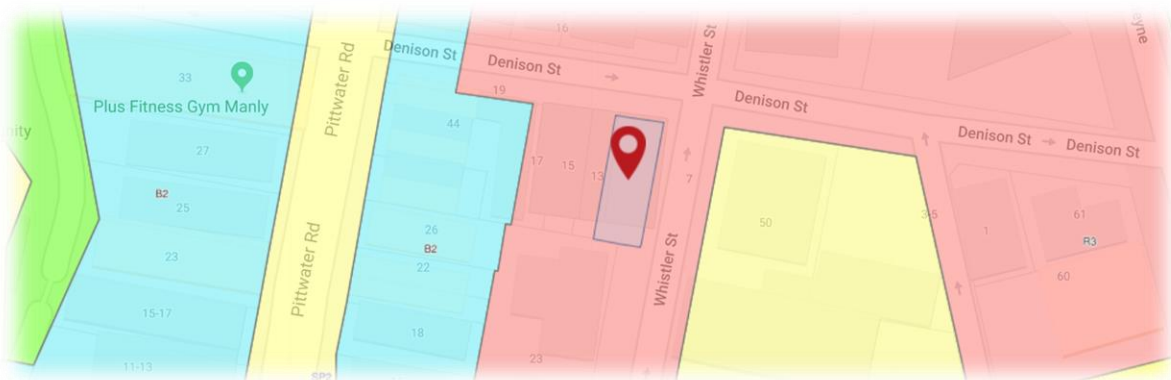 16
Denison St
Denison St
Whistler St
eyne
33
Plus Fitness Gym Manly
Pittwater Rd
19
Denison St
44
ity
27
17
15
13
7
Denison St
Denison St
B2
25
50
3-5
1
61
R3
26
B2
23
22
60
Pittwater Rd
Whistler St
15-17
18
11-13
23
SP2